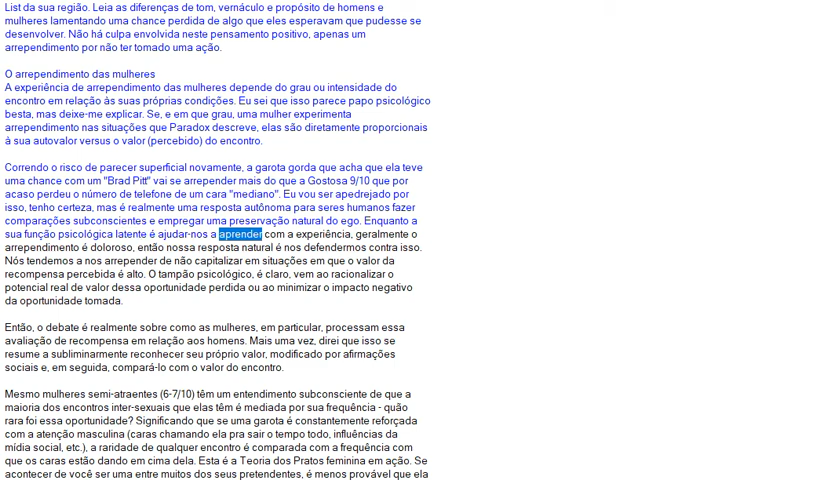 List da sua região. Leia as diferenças de tom, vernáculo e propósito de homens e
mulheres lamentando uma chance perdida de algo que eles esperavam que pudesse se
desenvolver. Não há culpa envolvida neste pensamento positivo, apenas um
arrependimento por não ter tomado uma ação.
O arrependimento das mulheres
A experiência de arrependimento das mulheres depende do grau ou intensidade do
encontro em relação às suas próprias condições. Eu sei que isso parece papo psicológico
besta, mas deixe-me explicar. Se, e em que grau, uma mulher experimenta
arrependimento nas situações que Paradox descreve, elas são diretamente proporcionais
à sua autovalor versus o valor (percebido) do encontro.
Correndo o risco de parecer superficial novamente, a garota gorda que acha que ela teve
uma chance com um "Brad Pitt" vai se arrepender mais do que a Gostosa 9/10 que por
acaso perdeu o número de telefone de um cara "mediano". Eu vou ser apedrejado por
isso, tenho certeza, mas é realmente uma resposta autônoma para seres humanos fazer
comparações subconscientes e empregar uma preservação natural do ego. Enquanto a
sua função psicológica latente é ajudar-nos a aprender com a experiência, geralmente o
arrependimento é doloroso, então nossa resposta natural é nos defendermos contra isso.
Nós tendemos a nos arrepender de não capitalizar em situações em que o valor da
recompensa percebida é alto. O tampão psicológico, é claro, vem ao racionalizar o
potencial real de valor dessa oportunidade perdida ou ao minimizar o impacto negativo
da oportunidade tomada.
Então, o debate é realmente sobre como as mulheres, em particular, processam essa
avaliação de recompensa em relação aos homens. Mais uma vez, direi que isso se
resume a subliminarmente reconhecer seu próprio valor, modificado por afirmações
sociais e, em seguida, compará-lo com o valor do encontro.
Mesmo mulheres semi-atraentes (6-7/10) têm um entendimento subconsciente de que a
maioria dos encontros inter-sexuais que elas têm é mediada por sua frequência - quão
rara foi essa oportunidade? Significando que se uma garota é constantemente reforçada
com a atenção masculina (caras chamando ela pra sair o tempo todo, influências da
mídia social, etc.), a raridade de qualquer encontro é comparada com a frequência com
que os caras estão dando em cima dela. Esta é a Teoria dos Pratos feminina em ação. Se
acontecer de você ser uma entre muitos dos seus pretendentes, é menos provável que ela